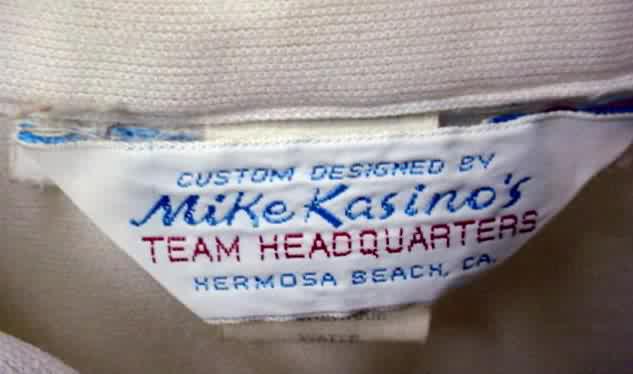 CUSTOM DESIGNED BY
Mike Kasino's
TEAM HEADQUARTERS
HERMOSA BEACH, CA.